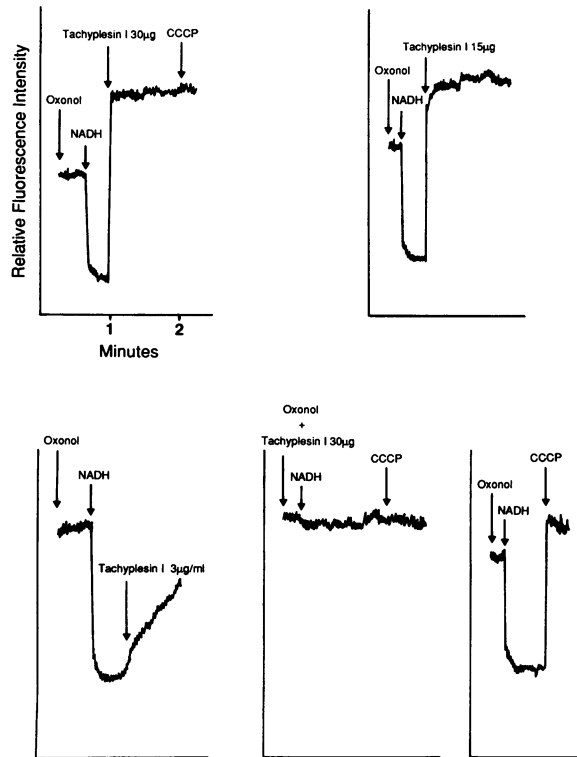 Tachyplesin I 30μg
CCCP
Oxonol
NADH
Relative Fluorescence Intensity
1
2
Minutes
Tachyplesin I 15μg
Oxonol
NADH
Oxonol
NADH
Tachyplesin I 3μg/ml
Oxonol
+
Tachyplesin I 30μg
NADH
CCCP
CCCP
Oxonol
NADH